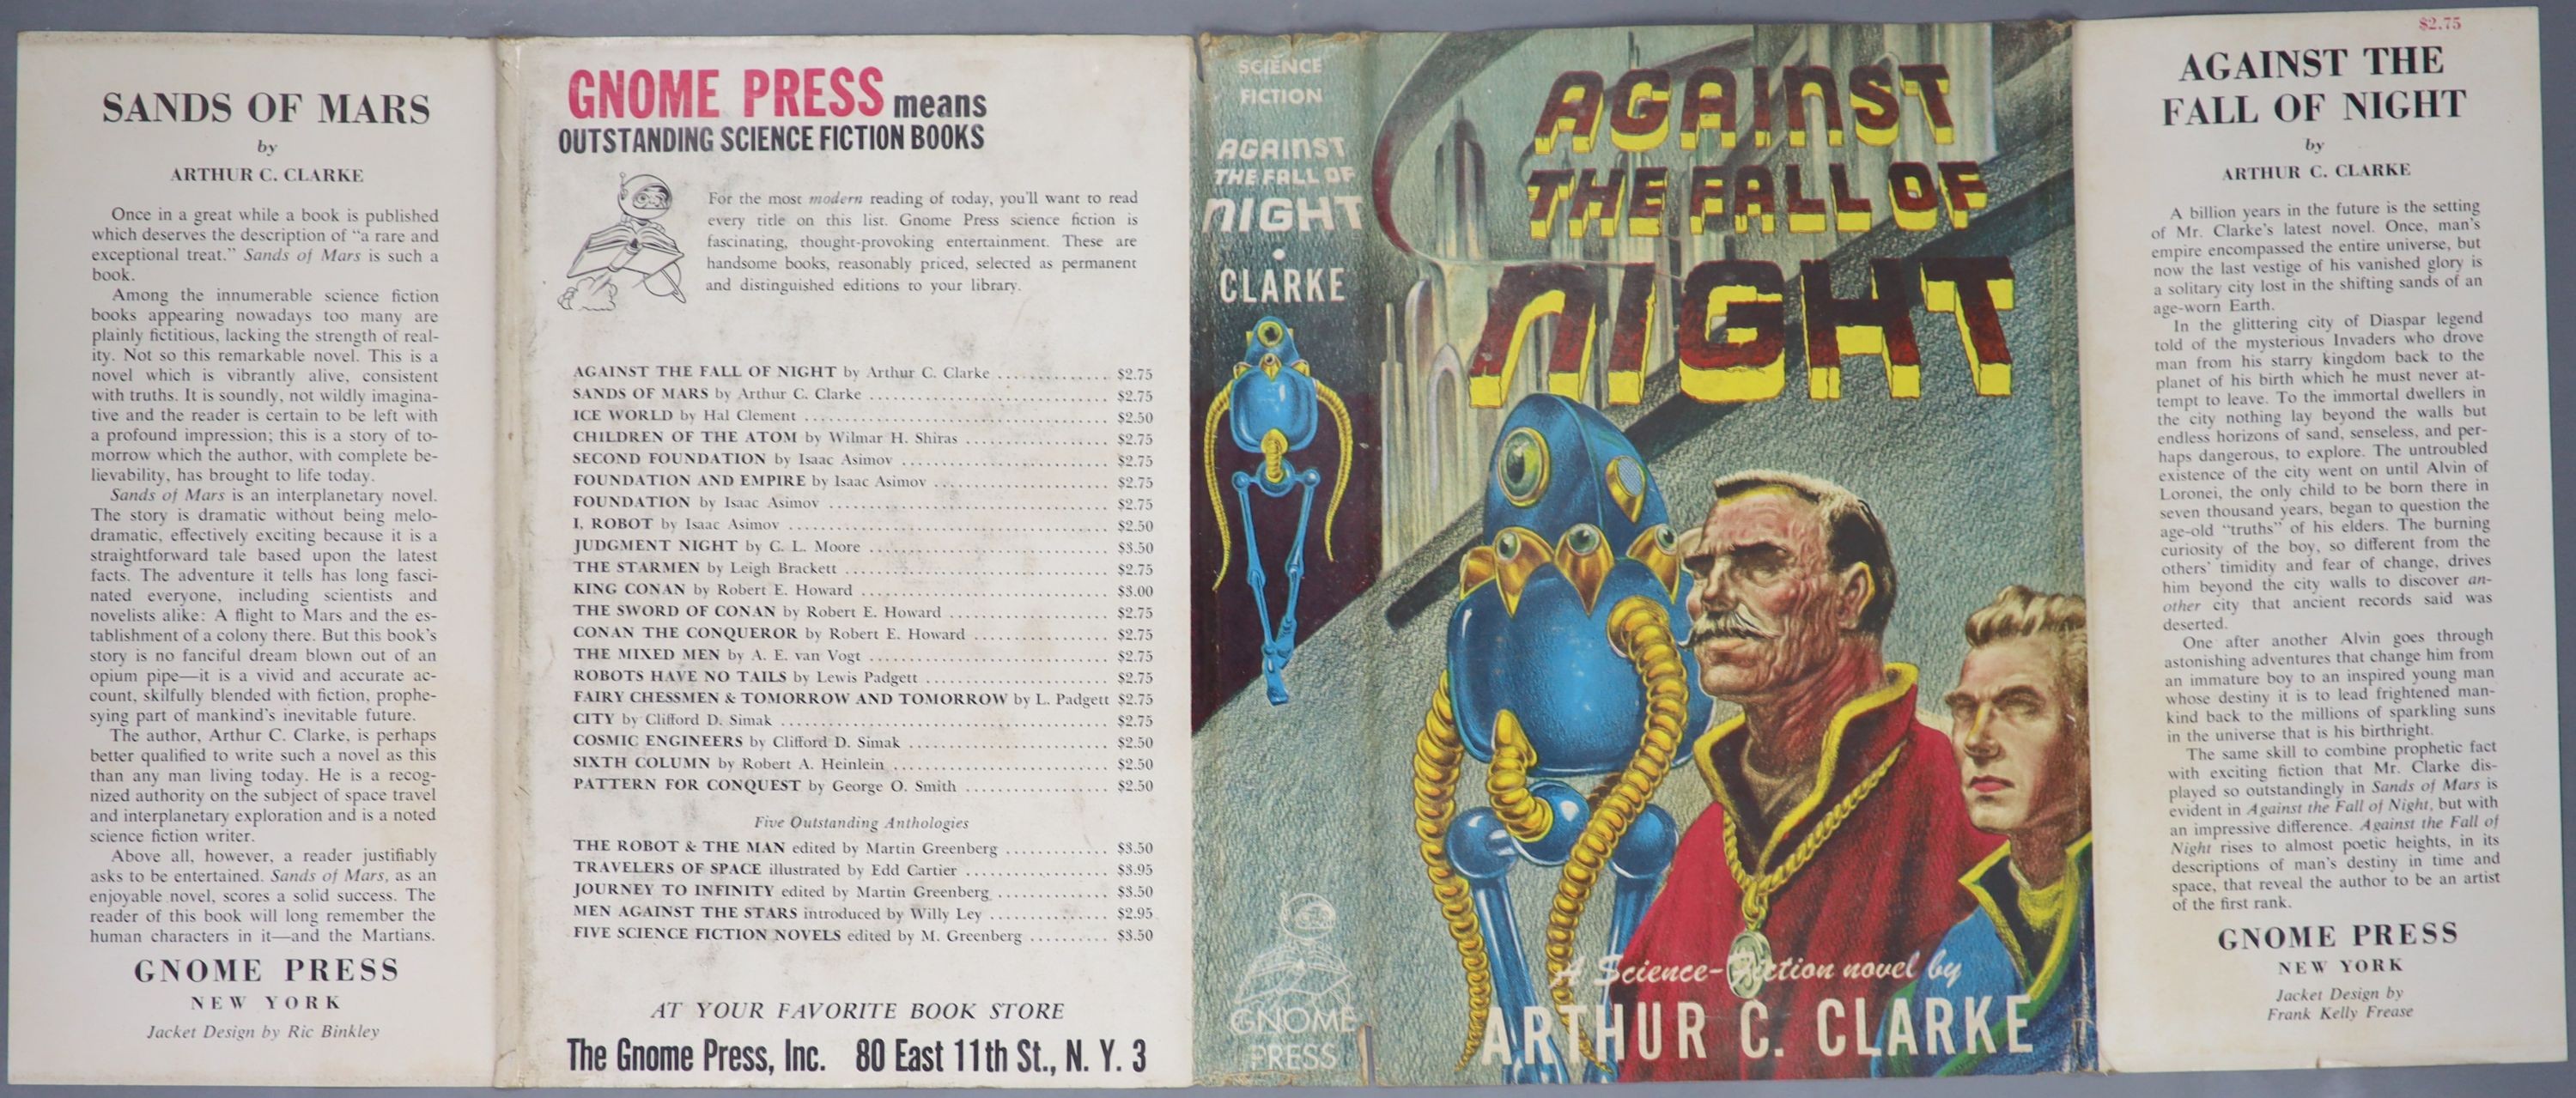 SANDS OF MARS
by
ARTHUR C. CLARKE
Once in a great while a book is published
which deserves the description of “a rare and
exceptional treat.” Sands of Mars is such a
book.
Among the innumerable science fiction
books appearing nowadays too many are
plainly fictitious, lacking the strength of real-
ity. Not so this remarkable novel. This is a
novel which is vibrantly alive, consistent
with truths. It is soundly, not wildly imagina-
tive and the reader is certain to be left with
a profound impression; this is a story of to-
morrow which the author, with complete be-
lievability, has brought to life today.
Sands of Mars is an interplanetary novel.
The story is dramatic without being melo-
dramatic, effectively exciting because it is a
straightforward tale based upon the latest
facts. The adventure it tells has long fasci-
nated everyone, including scientists and
novelists alike: A flight to Mars and the es-
tablishment of a colony there. But this book's
story is no fanciful dream blown out of an
opium pipe—it is a vivid and accurate ac-
count, skilfully blended with fiction, prophe-
sying part of mankind's inevitable future.
The author, Arthur C. Clarke, is perhaps
better qualified to write such a novel as this
than any man living today. He is a recog-
nized authority on the subject of space travel
and interplanetary exploration and is a noted
science fiction writer.
Above all, however, a reader justifiably
asks to be entertained. Sands of Mars, as an
enjoyable novel, scores a solid success. The
reader of this book will long remember the
human characters in it—and the Martians.
GNOME PRESS
NEW YORK
Jacket Design by Ric Binkley
GNOME PRESS means
OUTSTANDING SCIENCE FICTION BOOKS
For the most modern reading of today, you'll want to read
every title on this list. Gnome Press science fiction is
fascinating, thought-provoking entertainment. These are
handsome books, reasonably priced, selected as permanent
and distinguished editions to your library.
AGAINST THE FALL OF NIGHT by Arthur C. Clarke .............. $2.75
SANDS OF MARS by Arthur C. Clarke .............. $2.75
ICE WORLD by Hal Clement .............. $2.50
CHILDREN OF THE ATOM by Wilmar H. Shiras .............. $2.75
SECOND FOUNDATION by Isaac Asimov .............. $2.75
FOUNDATION AND EMPIRE by Isaac Asimov .............. $2.75
FOUNDATION by Isaac Asimov .............. $2.75
I, ROBOT by Isaac Asimov .............. $2.50
JUDGMENT NIGHT by C. L. Moore .............. $3.50
THE STARMEN by Leigh Brackett .............. $2.75
KING CONAN by Robert E. Howard .............. $3.00
THE SWORD OF CONAN by Robert E. Howard .............. $2.75
CONAN THE CONQUEROR by Robert E. Howard .............. $2.75
THE MIXED MEN by A. E. van Vogt .............. $2.75
ROBOTS HAVE NO TAILS by Lewis Padgett .............. $2.75
FAIRY CHESSMEN & TOMORROW AND TOMORROW by L. Padgett $2.75
CITY by Clifford D. Simak .............. $2.75
COSMIC ENGINEERS by Clifford D. Simak .............. $2.50
SIXTH COLUMN by Robert A. Heinlein .............. $2.50
PATTERN FOR CONQUEST by George O. Smith .............. $2.50
Five Outstanding Anthologies
THE ROBOT & THE MAN edited by Martin Greenberg .............. $3.50
TRAVELERS OF SPACE illustrated by Edd Cartier .............. $3.95
JOURNEY TO INFINITY edited by Martin Greenberg .............. $3.50
MEN AGAINST THE STARS introduced by Willy Ley .............. $2.95
FIVE SCIENCE FICTION NOVELS edited by M. Greenberg .......... $3.50
AT YOUR FAVORITE BOOK STORE
The Gnome Press, Inc. 80 East 11th St., N. Y. 3
SCIENCE
FICTION
AGAINST
THE FALL OF
NIGHT
•
CLARKE
GNOME
PRESS
AGAINST
THE FALL OF
NIGHT
A Science-Fiction novel by
ARTHUR C. CLARKE
$2.75
AGAINST THE
FALL OF NIGHT
by
ARTHUR C. CLARKE
A billion years in the future is the setting
of Mr. Clarke's latest novel. Once, man's
empire encompassed the entire universe, but
now the last vestige of his vanished glory is
a solitary city lost in the shifting sands of an
age-worn Earth.
In the glittering city of Diaspar legend
told of the mysterious Invaders who drove
man from his starry kingdom back to the
planet of his birth which he must never at-
tempt to leave. To the immortal dwellers in
the city nothing lay beyond the walls but
endless horizons of sand, senseless, and per-
haps dangerous, to explore. The untroubled
existence of the city went on until Alvin of
Loronei, the only child to be born there in
seven thousand years, began to question the
age-old “truths” of his elders. The burning
curiosity of the boy, so different from the
others' timidity and fear of change, drives
him beyond the city walls to discover an-
other city that ancient records said was
deserted.
One after another Alvin goes through
astonishing adventures that change him from
an immature boy to an inspired young man
whose destiny it is to lead frightened man-
kind back to the millions of sparkling suns
in the universe that is his birthright.
The same skill to combine prophetic fact
with exciting fiction that Mr. Clarke dis-
played so outstandingly in Sands of Mars is
evident in Against the Fall of Night, but with
an impressive difference. Against the Fall of
Night rises to almost poetic heights, in its
descriptions of man's destiny in time and
space, that reveal the author to be an artist
of the first rank.
GNOME PRESS
NEW YORK
Jacket Design by
Frank Kelly Frease